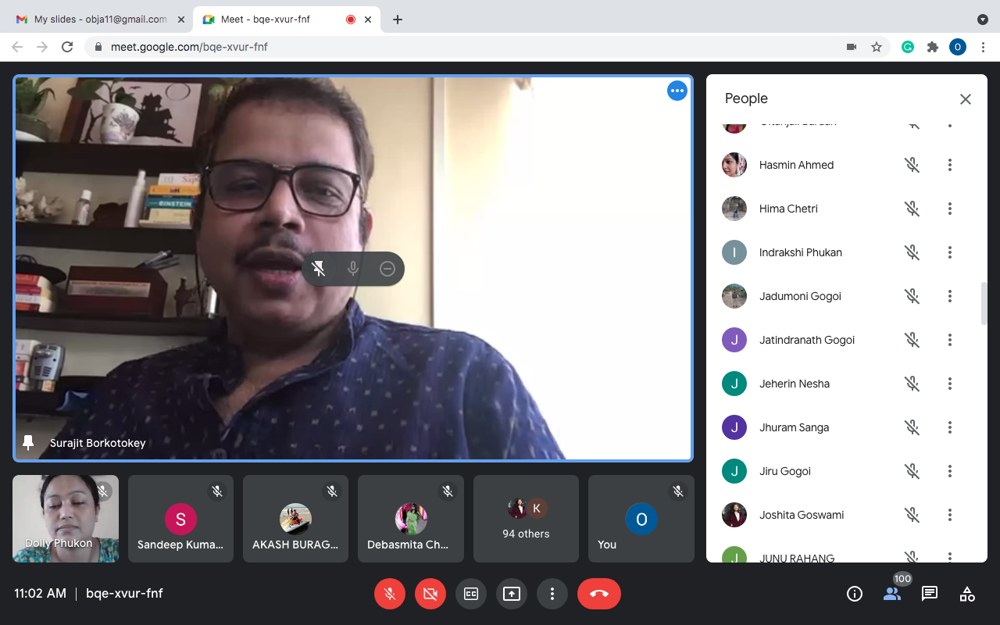 My slides - obja11@gmail.com
Meet - bqe-xvur-fnf
meet.google.com/bqe-xvur-fnf
O
EINSTEIN
Surajit Borkotokey
Dolly Phukon
S
Sandeep Kuma...
AKASH BURAG...
Debasmita Ch...
K
94 others
O
You
People
Hasmin Ahmed
Hima Chetri
I
Indrakshi Phukan
Jadumoni Gogoi
J
Jatindranath Gogoi
J
Jeherin Nesha
J
Jhuram Sanga
J
Jiru Gogoi
Joshita Goswami
J
JUNU RAHANG
11:02 AM | bqe-xvur-fnf
CC
100